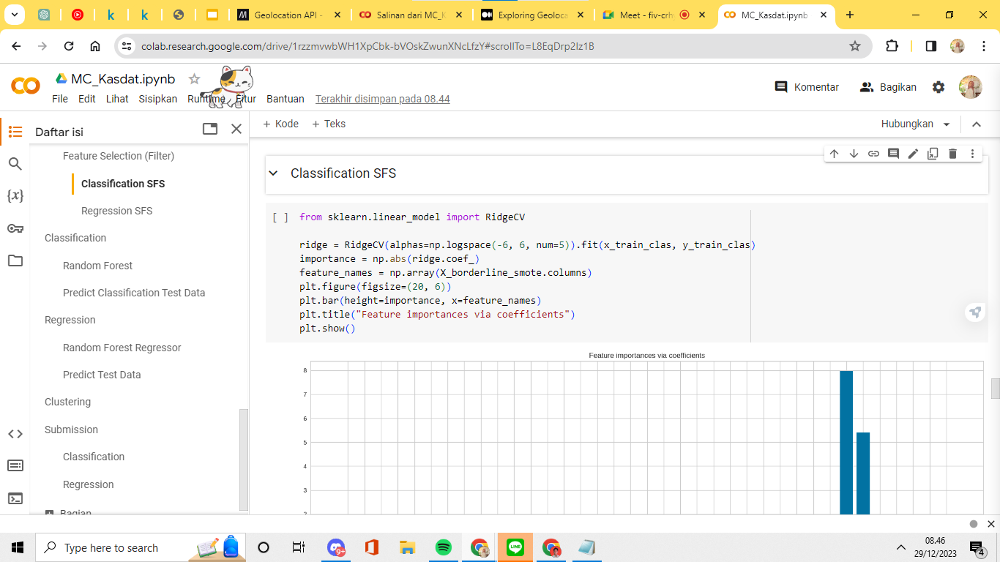 Geolocation API -
Salinan dari MC_K
Exploring Geoloca
Meet - fiv-crh
MC_Kasdat.ipynb
colab.research.google.com/drive/1rzzmvwbWH1XpCbk-bVOskZwunXNcLfzY#scrollTo=L8EqDrp2Iz1B
MC_Kasdat.ipynb
File Edit Lihat Sisipkan Runtime Fitur Bantuan Terakhir disimpan pada 08.44
Komentar
Bagikan
+ Kode + Teks
Hubungkan
Daftar isi
Feature Selection (Filter)
Classification SFS
Regression SFS
Classification
Random Forest
Predict Classification Test Data
Regression
Random Forest Regressor
Predict Test Data
Clustering
Submission
Classification
Regression
Bagian
Classification SFS
[ ] from sklearn.linear_model import RidgeCV
ridge = RidgeCV(alphas=np.logspace(-6, 6, num=5)).fit(x_train_clas, y_train_clas)
importance = np.abs(ridge.coef_)
feature_names = np.array(X_borderline_smote.columns)
plt.figure(figsize=(20, 6))
plt.bar(height=importance, x=feature_names)
plt.title("Feature importances via coefficients")
plt.show()
Feature importances via coefficients
8
7
6
5
4
3
2
Type here to search
9+
LINE
08.46
29/12/2023
4